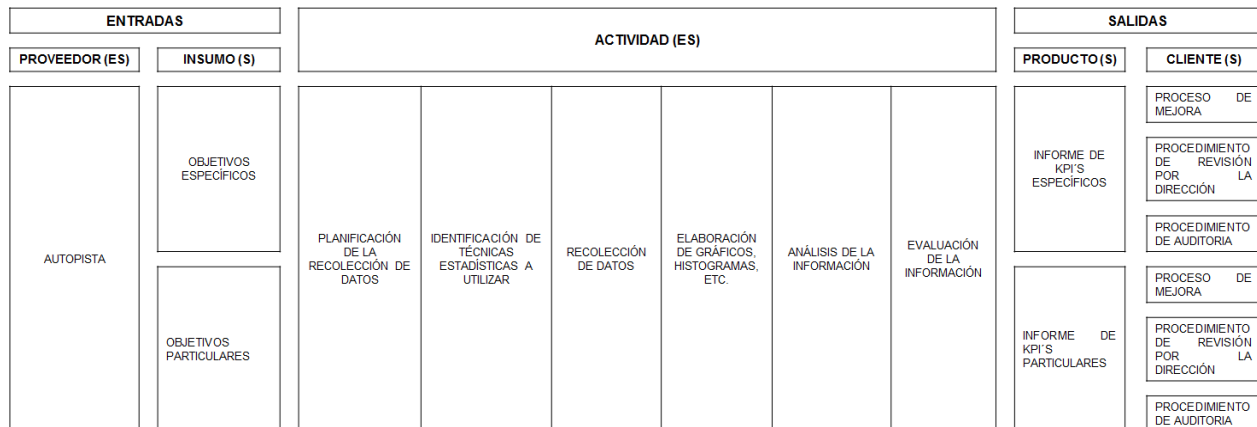 ENTRADAS
ACTIVIDAD (ES)
SALIDAS
PROVEEDOR (ES)
INSUMO (S)
PRODUCTO (S)
CLIENTE (S)
AUTOPISTA
OBJETIVOS
ESPECÍFICOS
OBJETIVOS
PARTICULARES
PLANIFICACIÓN
DE LA
RECOLECCIÓN DE
DATOS
IDENTIFICACIÓN DE
TÉCNICAS
ESTADÍSTICAS A
UTILIZAR
RECOLECCIÓN
DE DATOS
ELABORACIÓN
DE GRÁFICOS,
HISTOGRAMAS,
ETC.
ANÁLISIS DE LA
INFORMACIÓN
EVALUACIÓN
DE LA
INFORMACIÓN
INFORME DE
KPI´S
ESPECÍFICOS
INFORME DE
KPI´S
PARTICULARES
PROCESO DE
MEJORA
PROCEDIMIENTO
DE REVISIÓN
POR LA
DIRECCIÓN
PROCEDIMIENTO
DE AUDITORIA
PROCESO DE
MEJORA
PROCEDIMIENTO
DE REVISIÓN
POR LA
DIRECCIÓN
PROCEDIMIENTO
DE AUDITORIA